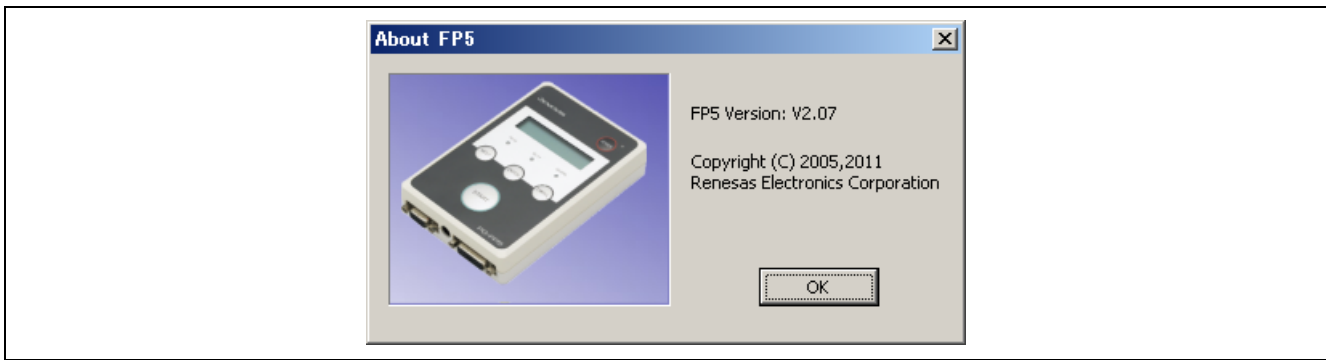 About FP5
FP5 Version: V2.07
Copyright (C) 2005,2011
Renesas Electronics Corporation
OK